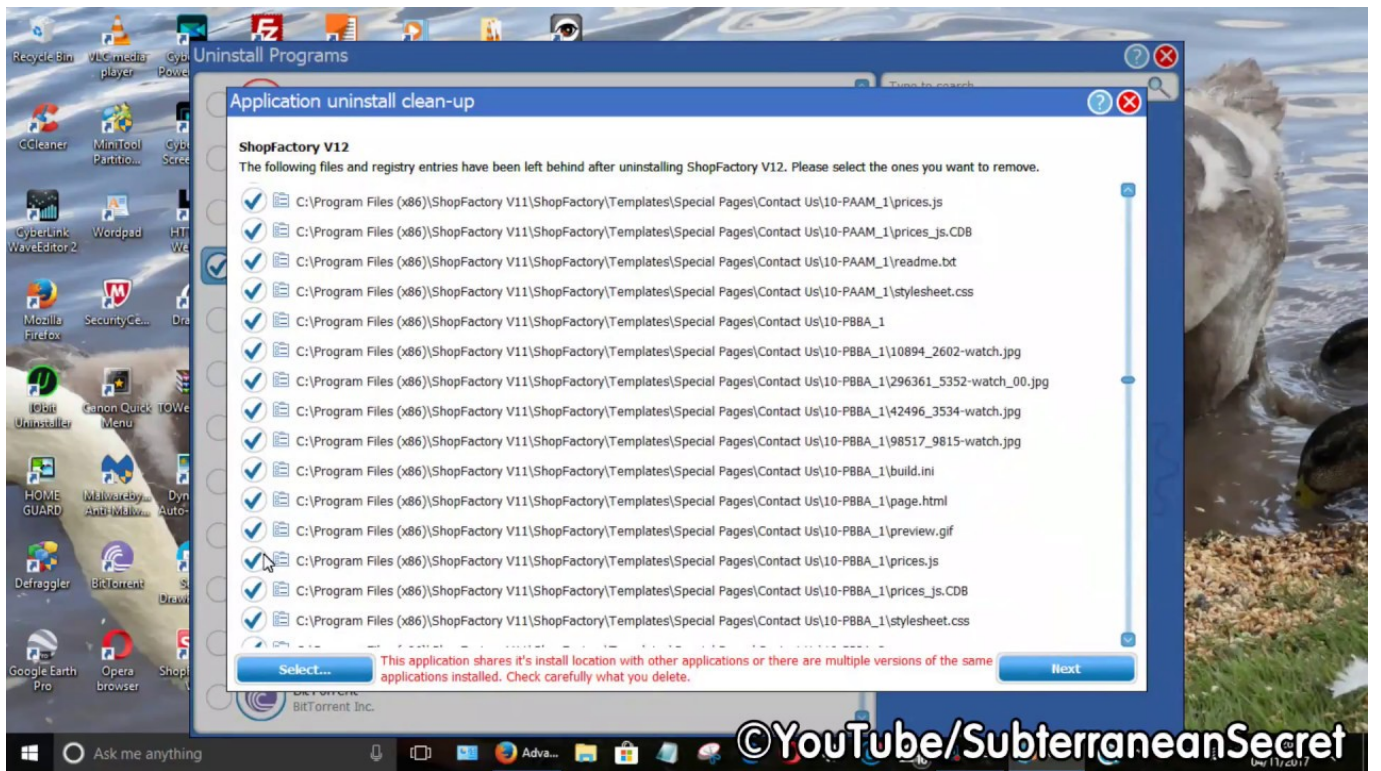 Recycle Bin
VLC media player
Uninstall Programs
Type to search
Application uninstall clean-up
ShopFactory V12
The following files and registry entries have been left behind after uninstalling ShopFactory V12. Please select the ones you want to remove.
C:\Program Files (x86)\ShopFactory V11\ShopFactory\Templates\Special Pages\Contact Us\10-PAAM_1\prices.js
C:\Program Files (x86)\ShopFactory V11\ShopFactory\Templates\Special Pages\Contact Us\10-PAAM_1\prices_js.CDB
C:\Program Files (x86)\ShopFactory V11\ShopFactory\Templates\Special Pages\Contact Us\10-PAAM_1\readme.txt
C:\Program Files (x86)\ShopFactory V11\ShopFactory\Templates\Special Pages\Contact Us\10-PAAM_1\stylesheet.css
C:\Program Files (x86)\ShopFactory V11\ShopFactory\Templates\Special Pages\Contact Us\10-PBBA_1
C:\Program Files (x86)\ShopFactory V11\ShopFactory\Templates\Special Pages\Contact Us\10-PBBA_1\10894_2602-watch.jpg
C:\Program Files (x86)\ShopFactory V11\ShopFactory\Templates\Special Pages\Contact Us\10-PBBA_1\296361_5352-watch_00.jpg
C:\Program Files (x86)\ShopFactory V11\ShopFactory\Templates\Special Pages\Contact Us\10-PBBA_1\42496_3534-watch.jpg
C:\Program Files (x86)\ShopFactory V11\ShopFactory\Templates\Special Pages\Contact Us\10-PBBA_1\98517_9815-watch.jpg
C:\Program Files (x86)\ShopFactory V11\ShopFactory\Templates\Special Pages\Contact Us\10-PBBA_1\build.ini
C:\Program Files (x86)\ShopFactory V11\ShopFactory\Templates\Special Pages\Contact Us\10-PBBA_1\page.html
C:\Program Files (x86)\ShopFactory V11\ShopFactory\Templates\Special Pages\Contact Us\10-PBBA_1\preview.gif
C:\Program Files (x86)\ShopFactory V11\ShopFactory\Templates\Special Pages\Contact Us\10-PBBA_1\prices.js
C:\Program Files (x86)\ShopFactory V11\ShopFactory\Templates\Special Pages\Contact Us\10-PBBA_1\prices_js.CDB
C:\Program Files (x86)\ShopFactory V11\ShopFactory\Templates\Special Pages\Contact Us\10-PBBA_1\stylesheet.css
Select...
This application shares it's install location with other applications or there are multiple versions of the same
applications installed. Check carefully what you delete.
Next
BitTorrent
BitTorrent Inc.
CCleaner
MiniTool
Partitio...
CyberLink
WaveEditor 2
Wordpad
Mozilla
Firefox
SecurityCe...
IObit
Uninstaller
Canon Quick
Menu
HOME
GUARD
Malwareby...
Anti-Malw...
Defraggler
BitTorrent
Google Earth
Pro
Opera
browser
Ask me anything
Adva...
©YouTube/SubterraneanSecret
04/11/2017